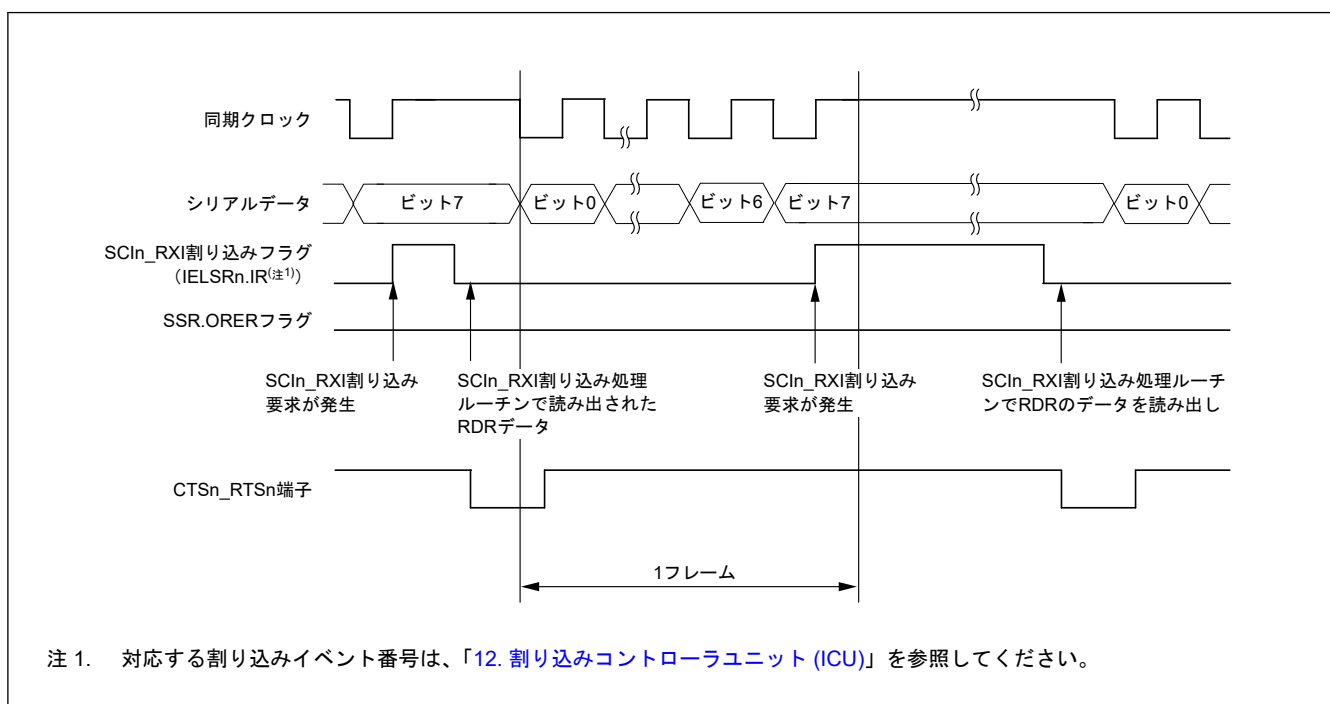 同期クロック
シリアルデータ
ビット7
ビット0
ビット6
ビット7
ビット0
SCIn_RXI割り込みフラグ
（IELSRn.IR(注1)）
SSR.ORERフラグ
SCIn_RXI割り込み
要求が発生
SCIn_RXI割り込み処理
ルーチンで読み出された
RDRデータ
SCIn_RXI割り込み
要求が発生
SCIn_RXI割り込み処理ルーチ
ンでRDRのデータを読み出し
CTSn_RTSn端子
1フレーム
注 1. 対応する割り込みイベント番号は、「12. 割り込みコントローラユニット (ICU)」を参照してください。